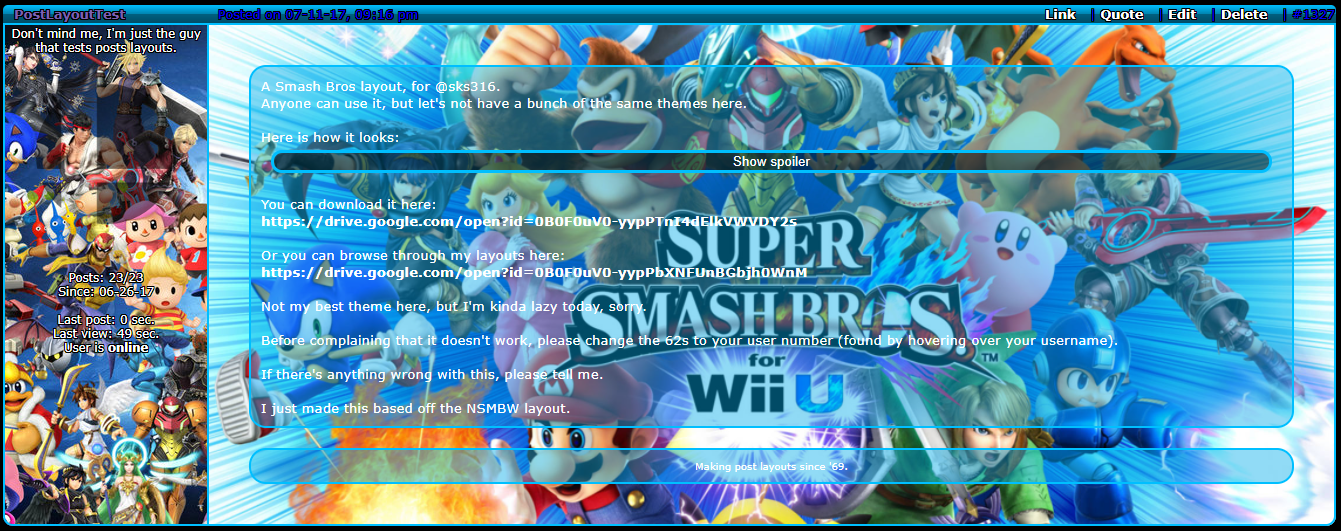 PostLayoutTest
Posted on 07-11-17, 09:16 pm
Link | Quote | Edit | Delete | #1327
Don't mind me, I'm just the guy
that tests posts layouts.
Posts: 23/23
Since: 06-26-17
Last post: 0 sec.
Last view: 49 sec.
User is online
A Smash Bros layout, for @sks316.
Anyone can use it, but let's not have a bunch of the same themes here.
Here is how it looks:
Show spoiler
You can download it here:
https://drive.google.com/open?id=0B0F0uV0-yypPTnI4dElkVWVDY2s
Or you can browse through my layouts here:
https://drive.google.com/open?id=0B0F0uV0-yypPbXNFUnBGbjh0WnM
Not my best theme here, but I'm kinda lazy today, sorry.
Before complaining that it doesn't work, please change the 62s to your user number (found by hovering over your username).
If there's anything wrong with this, please tell me.
I just made this based off the NSMBW layout.
Making post layouts since '69.
SUPER
SMASH BROS.
TM
for
Wii U